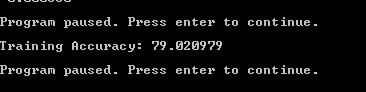 Program paused. Press enter to continue.
Training Accuracy: 79.020979
Program paused. Press enter to continue.